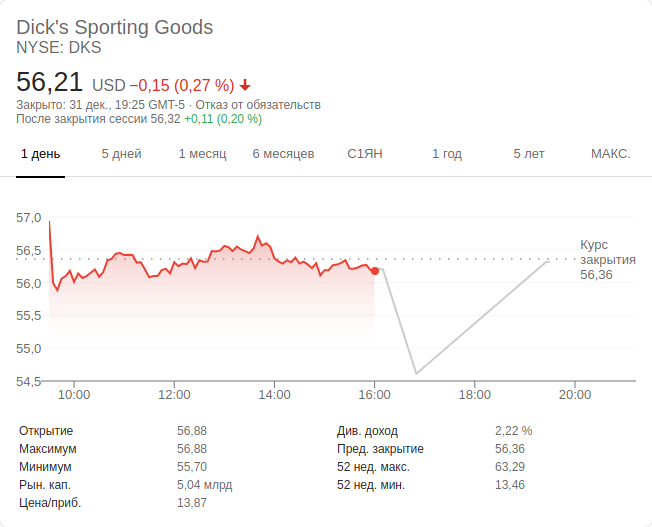 Dick's Sporting Goods
NYSE: DKS
56,21 USD −0,15 (0,27 %)
Закрыто: 31 дек., 19:25 GMT-5 · Отказ от обязательств
После закрытия сессии 56,32 +0,11 (0,20 %)
1 день 5 дней 1 месяц 6 месяцев С1ЯН 1 год 5 лет МАКС.
57,0
56,5
56,0
55,5
55,0
54,5
Курс
закрытия
56,36
10:00 12:00 14:00 16:00 18:00 20:00
Открытие 56,88 Див. доход 2,22 %
Максимум 56,88 Пред. закрытие 56,36
Минимум 55,70 52 нед. макс. 63,29
Рын. кап. 5,04 млрд 52 нед. мин. 13,46
Цена/приб. 13,87